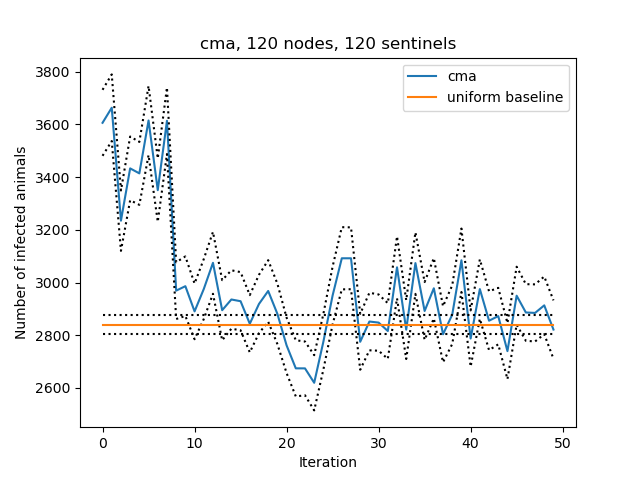 cma, 120 nodes, 120 sentinels
cma
uniform baseline
3800
3600
3400
3200
3000
2800
2600
Number of infected animals
0 10 20 30 40 50
Iteration